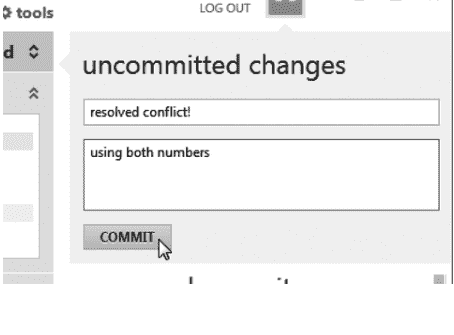 tools
LOG OUT
d
uncommitted changes
resolved conflict!
using both numbers
COMMIT